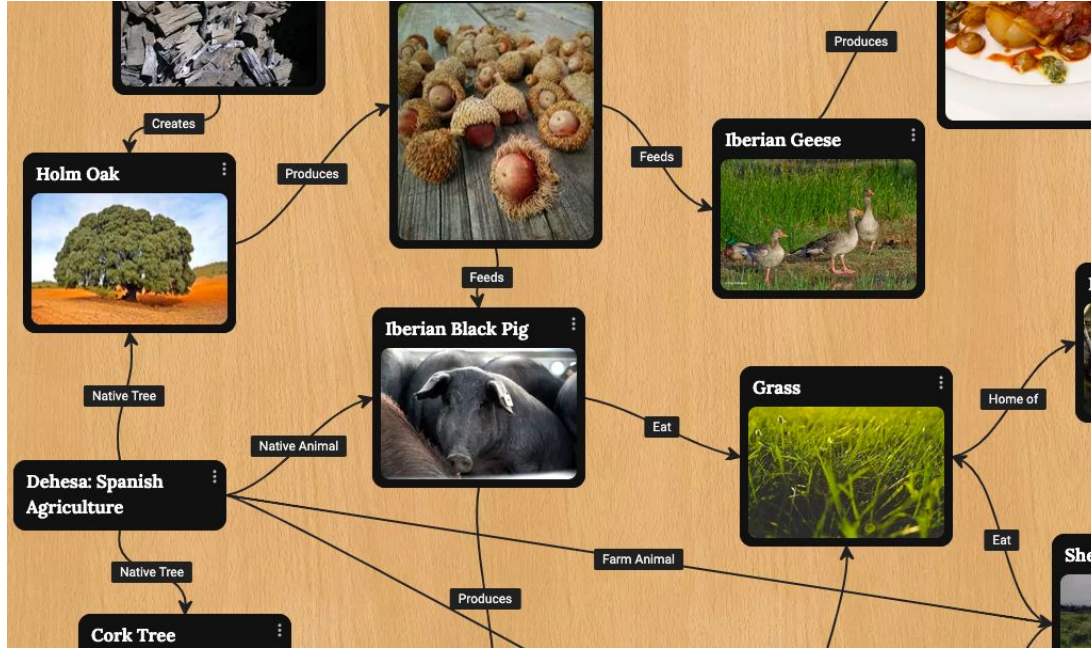 Produces
Creates
Iberian Geese
Holm Oak
Feeds
Produces
Feeds
Iberian Black Pig
Grass
Native Tree
Home of
Eat
Native Animal
Dehesa: Spanish
Agriculture
Eat
Farm Animal
She
Native Tree
Produces
Cork Tree